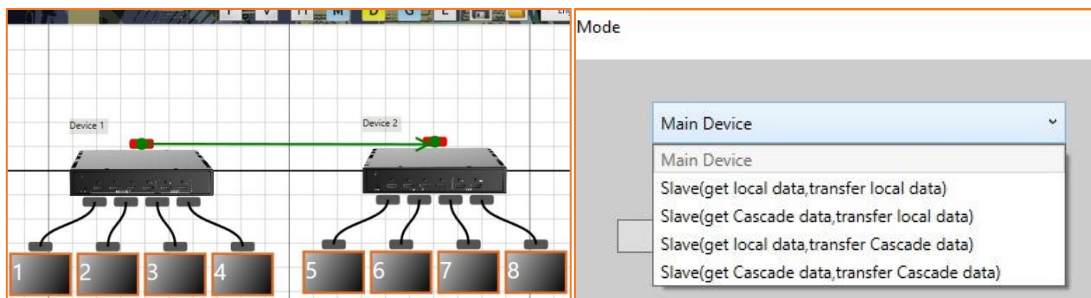 Device 1
Device 2
1 2 3 4 5 6 7 8
Mode
Main Device
Main Device
Slave(get local data,transfer local data)
Slave(get Cascade data,transfer local data)
Slave(get local data,transfer Cascade data)
Slave(get Cascade data,transfer Cascade data)